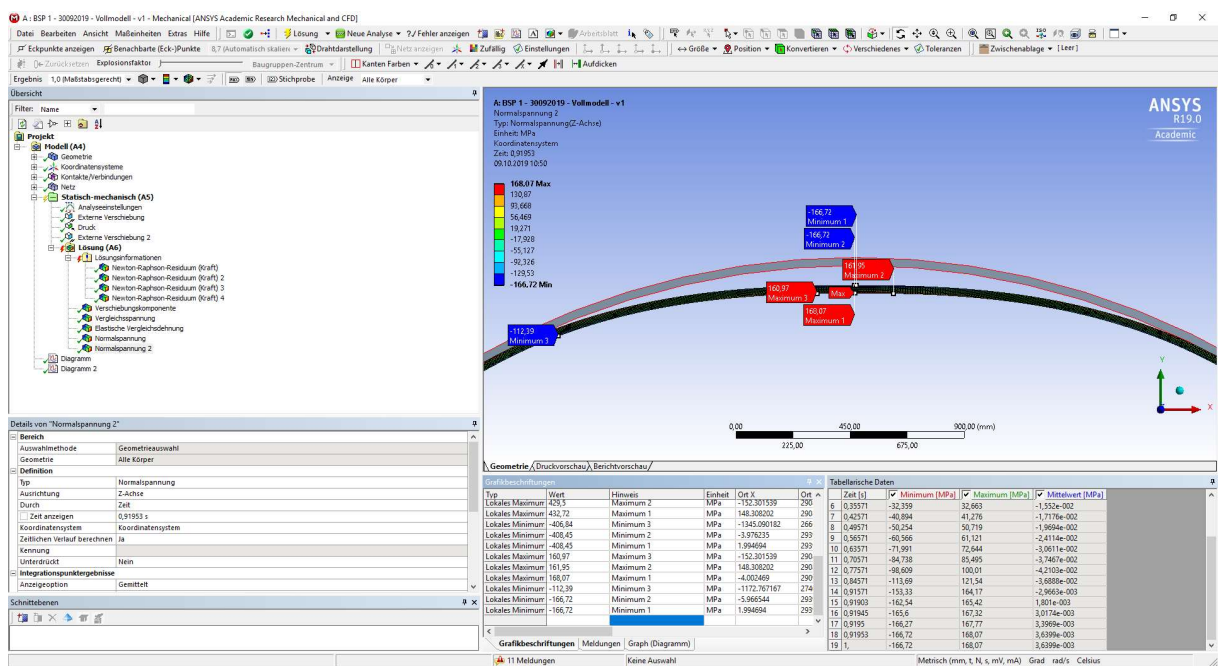 A : BSP 1 - 30092019 - Vollmodell - v1 - Mechanical [ANSYS Academic Research Mechanical and CFD]
Datei Bearbeiten Ansicht Maßeinheiten Extras Hilfe Lösung Neue Analyse ?/ Fehler anzeigen Arbeitsblatt
Eckpunkte anzeigen Benachbarte (Eck-)Punkte 8,7 (Automatisch skaliert) Drahtdarstellung Netz anzeigen Zufällig Einstellungen Größe Position Konvertieren Verschiedenes Toleranzen Zwischenablage [Leer]
Zurücksetzen Explosionsfaktor Baugruppen-Zentrum Kanten Farben Aufdicken
Ergebnis 1,0 (Maßstabsgerecht) Stichprobe Anzeige Alle Körper
Übersicht
Filter: Name
Projekt
Modell (A4)
Geometrie
Koordinatensysteme
Kontakte/Verbindungen
Netz
Statisch-mechanisch (A5)
Analyseeinstellungen
Externe Verschiebung
Druck
Externe Verschiebung 2
Lösung (A6)
Lösungsinformationen
Newton-Raphson-Residuum (Kraft)
Newton-Raphson-Residuum (Kraft) 2
Newton-Raphson-Residuum (Kraft) 3
Newton-Raphson-Residuum (Kraft) 4
Verschiebungskomponente
Vergleichsspannung
Elastische Vergleichsdehnung
Normalspannung
Normalspannung 2
Diagramm
Diagramm 2
Details von "Normalspannung 2"
Bereich
Auswahlmethode Geometrieauswahl
Geometrie Alle Körper
Definition
Typ Normalspannung
Ausrichtung Z-Achse
Durch Zeit
Zeit anzeigen 0,91953 s
Koordinatensystem Koordinatensystem
Zeitlichen Verlauf berechnen Ja
Kennung
Unterdrückt Nein
Integrationspunktergebnisse
Anzeigeoption Gemittelt
Schnittebenen
A: BSP 1 - 30092019 - Vollmodell - v1
Normalspannung 2
Typ: Normalspannung(Z-Achse)
Einheit: MPa
Koordinatensystem
Zeit: 0,91953
09.10.2019 10:50
168,07 Max
130,87
93,668
56,469
19,271
-17,928
-55,127
-92,326
-129,53
-166,72 Min
ANSYS
R19.0
Academic
-166,72
Minimum 1
-166,72
Minimum 2
161,95
Maximum 2
160,97
Maximum 3
Max
168,07
Maximum 1
-112,39
Minimum 3
Y
X
0,00 450,00 900,00 (mm)
225,00 675,00
Geometrie Druckvorschau Berichtvorschau
Grafikbeschriftungen
Typ Wert Hinweis Einheit Ort X Ort
Lokales Maximum 429,5 Maximum 2 MPa -152.301539 290
Lokales Maximum 432,72 Maximum 1 MPa 148.308202 290
Lokales Minimum -406,84 Minimum 3 MPa -1345.090182 266
Lokales Minimum -408,45 Minimum 2 MPa -3.976235 293
Lokales Minimum -408,45 Minimum 1 MPa 1.994694 293
Lokales Maximum 160,97 Maximum 3 MPa -152.301539 290
Lokales Maximum 161,95 Maximum 2 MPa 148.308202 290
Lokales Maximum 168,07 Maximum 1 MPa -4.002469 290
Lokales Minimum -112,39 Minimum 3 MPa -1172.767167 274
Lokales Minimum -166,72 Minimum 2 MPa -5.966544 293
Lokales Minimum -166,72 Minimum 1 MPa 1.994694 293
Grafikbeschriftungen Meldungen Graph (Diagramm)
Tabellarische Daten
Zeit [s] Minimum [MPa] Maximum [MPa] Mittelwert [MPa]
6 0,35571 -32,359 32,663 -1,552e-002
7 0,42571 -40,894 41,276 -1,7176e-002
8 0,49571 -50,254 50,719 -1,9694e-002
9 0,56571 -60,566 61,121 -2,4114e-002
10 0,63571 -71,991 72,644 -3,0611e-002
11 0,70571 -84,738 85,495 -3,7467e-002
12 0,77571 -98,609 100,01 -4,2103e-002
13 0,84571 -113,69 121,54 -3,6888e-002
14 0,91571 -153,33 164,17 -2,9663e-002
15 0,91903 -162,54 165,42 1,801e-003
16 0,91945 -165,6 167,32 3,0174e-003
17 0,9195 -166,27 167,77 3,3969e-003
18 0,91953 -166,72 168,07 3,6399e-003
19 1, -166,72 168,07 3,6399e-003
11 Meldungen Keine Auswahl Metrisch (mm, t, N, s, mV, mA) Grad rad/s Celsius